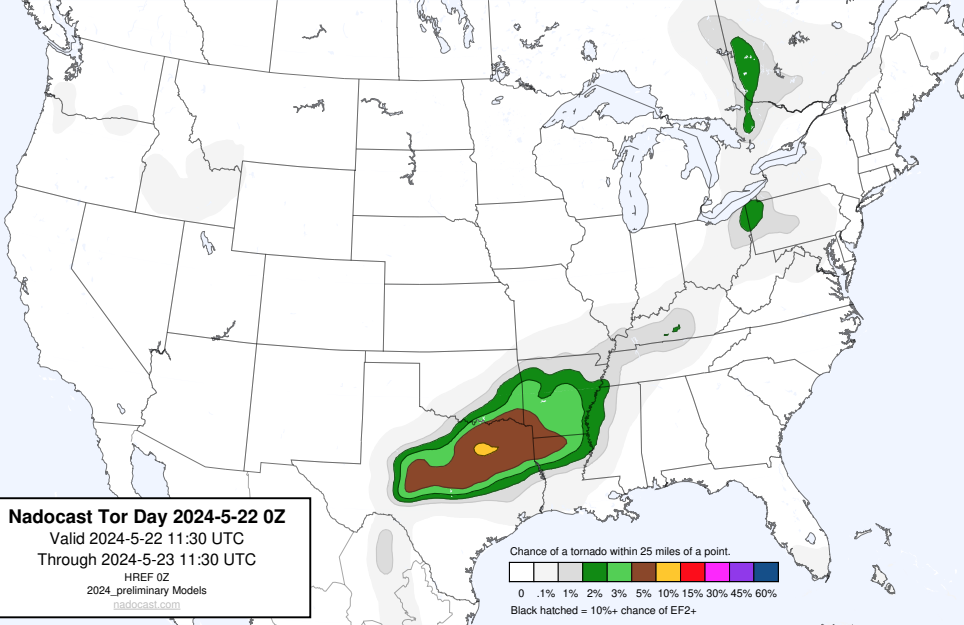 Nadocast Tor Day 2024-5-22 0Z
Valid 2024-5-22 11:30 UTC
Through 2024-5-23 11:30 UTC
HREF 0Z
2024_preliminary Models
nadocast.com
Chance of a tornado within 25 miles of a point.
0 .1% 1% 2% 3% 5% 10% 15% 30% 45% 60%
Black hatched = 10%+ chance of EF2+